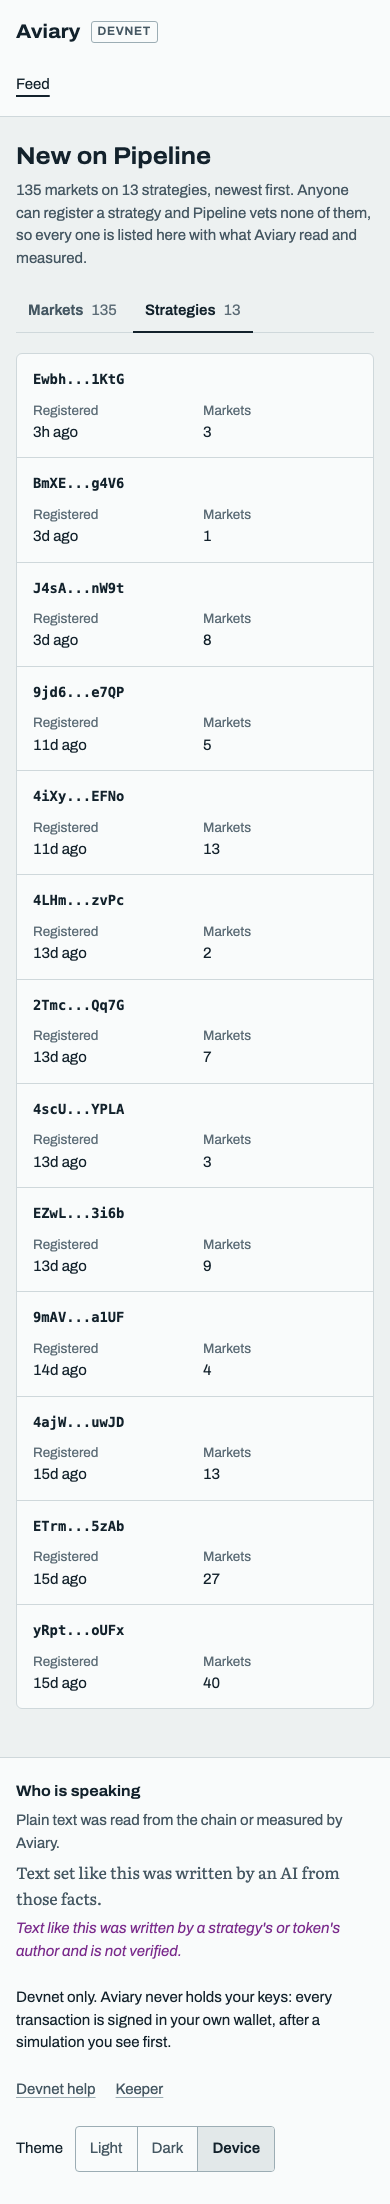 Aviary DEVNET
Feed
New on Pipeline
135 markets on 13 strategies, newest first. Anyone
can register a strategy and Pipeline vets none of them,
so every one is listed here with what Aviary read and
measured.
Markets 135 Strategies 13
Ewbh...1KtG
Registered Markets
3h ago 3
BmXE...g4V6
Registered Markets
3d ago 1
J4sA...nW9t
Registered Markets
3d ago 8
9jd6...e7QP
Registered Markets
11d ago 5
4iXy...EFNo
Registered Markets
11d ago 13
4LHm...zvPc
Registered Markets
13d ago 2
2Tmc...Qq7G
Registered Markets
13d ago 7
4scU...YPLA
Registered Markets
13d ago 3
EZwL...3i6b
Registered Markets
13d ago 9
9mAV...a1UF
Registered Markets
14d ago 4
4ajW...uwJD
Registered Markets
15d ago 13
ETrm...5zAb
Registered Markets
15d ago 27
yRpt...oUFx
Registered Markets
15d ago 40
Who is speaking
Plain text was read from the chain or measured by
Aviary.
Text set like this was written by an AI from
those facts.
Text like this was written by a strategy's or token's
author and is not verified.
Devnet only. Aviary never holds your keys: every
transaction is signed in your own wallet, after a
simulation you see first.
Devnet help Keeper
Theme Light Dark Device